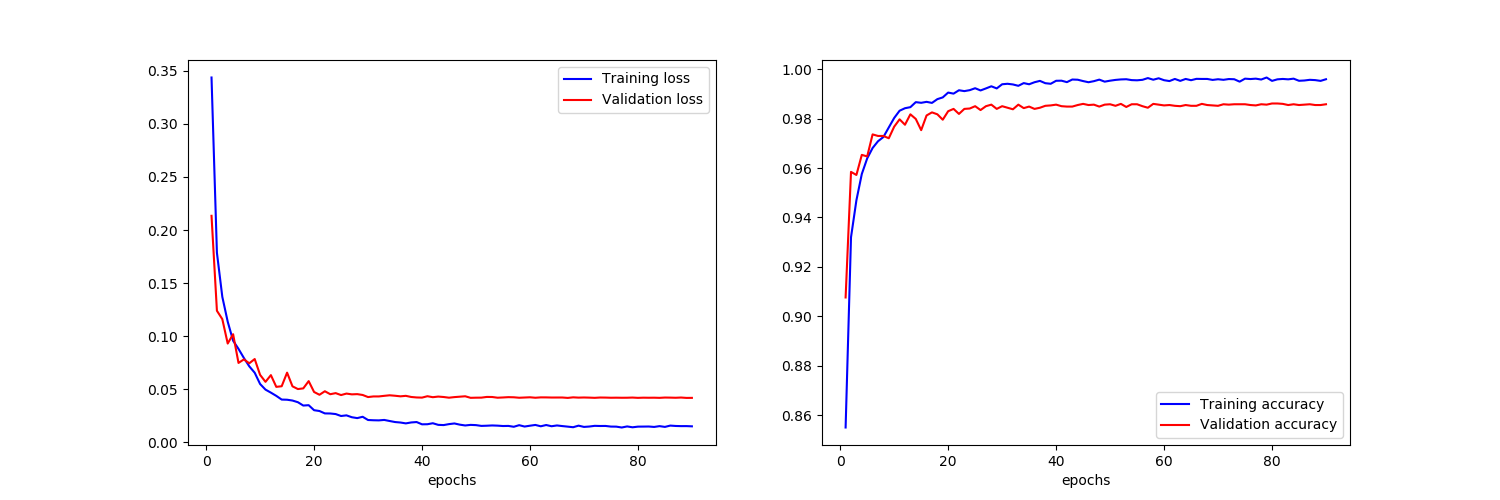 0.35
0.30
0.25
0.20
0.15
0.10
0.05
0.00
0 20 40 60 80
epochs
Training loss
Validation loss
1.00
0.98
0.96
0.94
0.92
0.90
0.88
0.86
0 20 40 60 80
epochs
Training accuracy
Validation accuracy